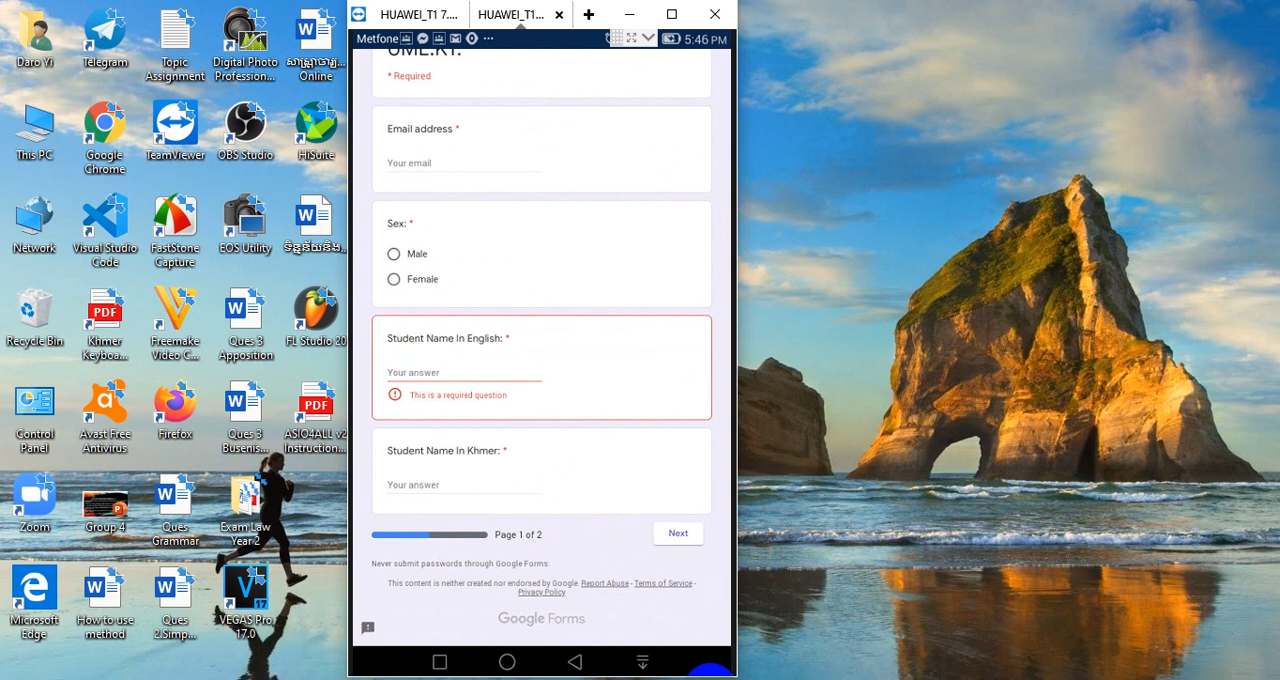 HUAWEI_T1 7....
HUAWEI_T1...
Metfone
5:46 PM
* Required
Email address *
Your email
Sex: *
Male
Female
Student Name In English: *
Your answer
This is a required question
Student Name In Khmer: *
Your answer
Page 1 of 2
Next
Never submit passwords through Google Forms.
This content is neither created nor endorsed by Google. Report Abuse - Terms of Service -
Privacy Policy
Google Forms
Daro Yi
Telegram
Topic
Assignment
Digital Photo
Profession...
Online
This PC
Google
Chrome
TeamViewer
OBS Studio
HiSuite
Network
Visual Studio
Code
FastStone
Capture
EOS Utility
Recycle Bin
PDF
Khmer
Keyboa...
Freemake
Video C...
Ques 3
Apposition
FL Studio 20
Control
Panel
Avast Free
Antivirus
Firefox
Ques 3
Busenis...
PDF
ASIO4ALL v2
Instruction...
Zoom
Group 4
Ques
Grammar
Exam Law
Year 2
Microsoft
Edge
How to use
method
Ques
2.Simp...
VEGAS Pro
17.0